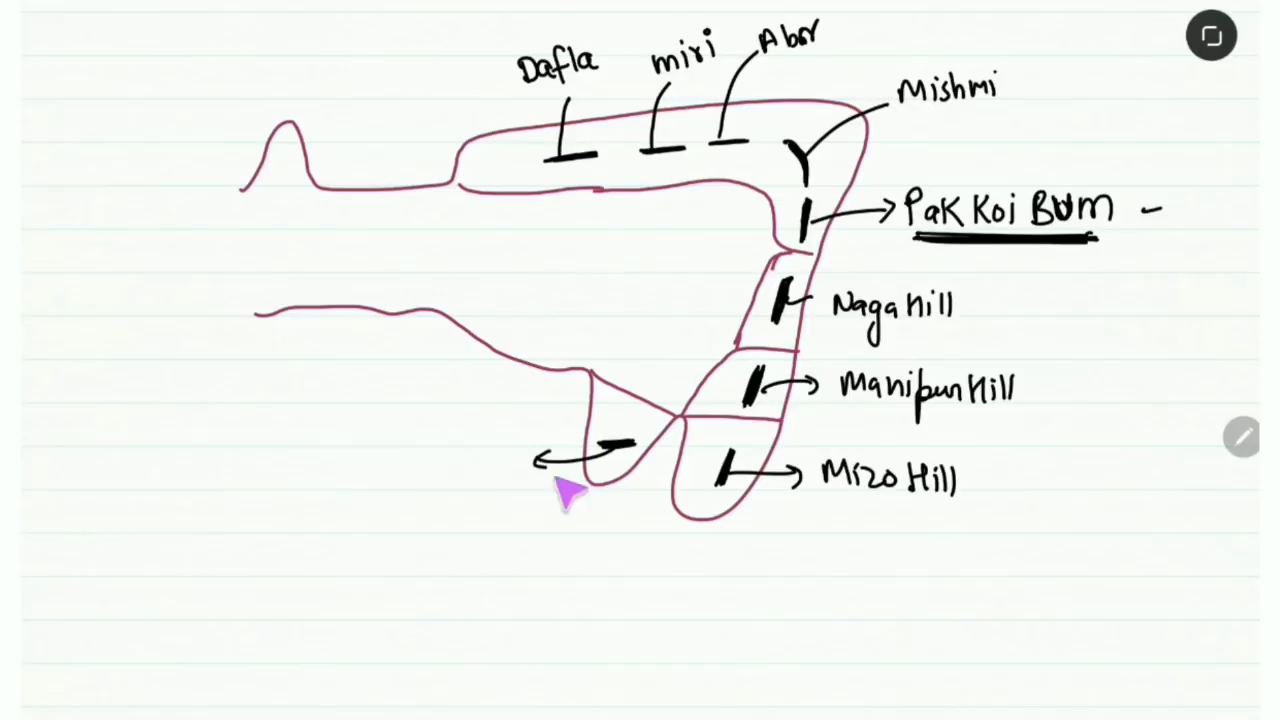 Dafla
miri
Abor
Mishmi
Pak Koi BUM -
Naga Hill
Manipur Hill
Mizo Hill